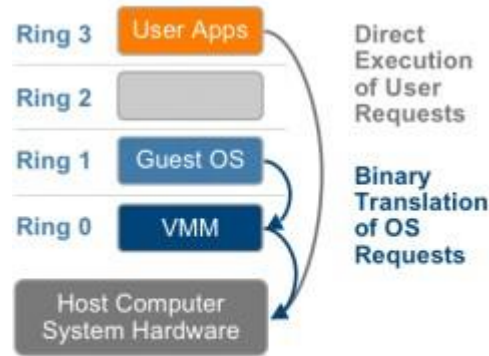 Ring 3
User Apps
Direct
Execution
of User
Requests
Ring 2
Ring 1
Guest OS
Binary
Translation
of OS
Requests
Ring 0
VMM
Host Computer
System Hardware